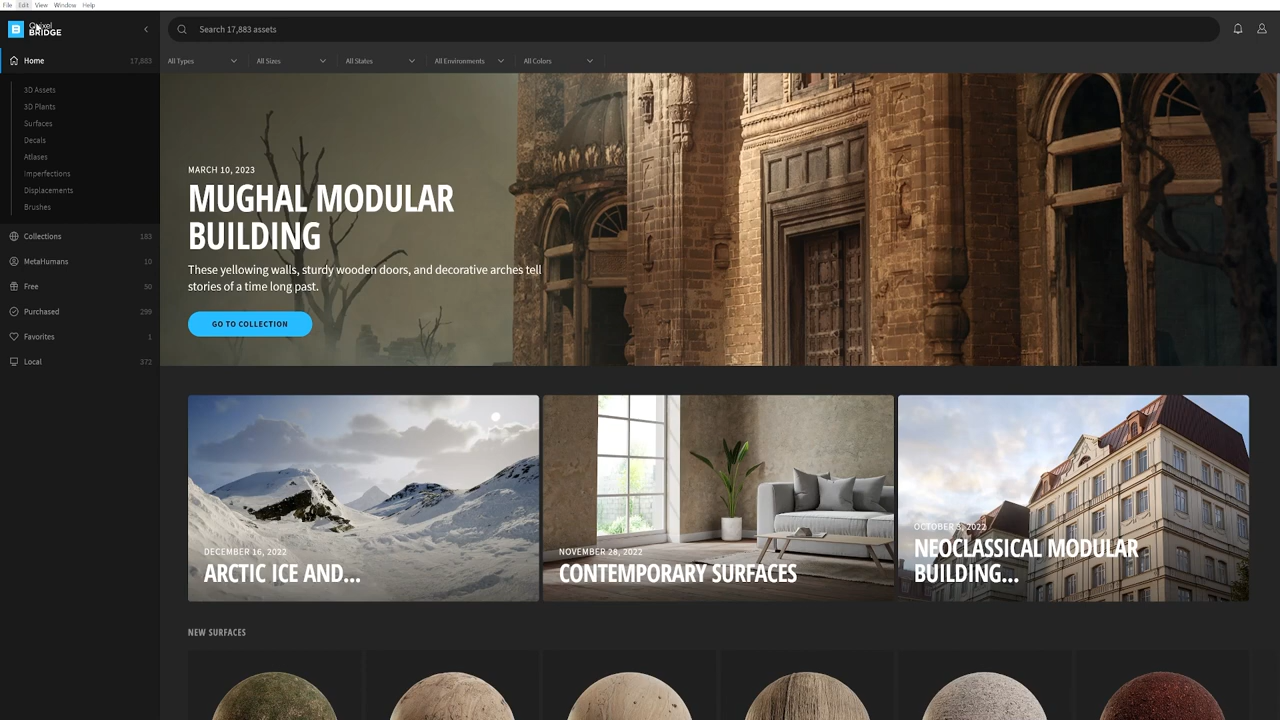 File Edit View Window Help
Quixel
BRIDGE
Search 17,883 assets
Home 17,883
All Types
All Sizes
All States
All Environments
All Colors
3D Assets
3D Plants
Surfaces
Decals
Atlases
Imperfections
Displacements
Brushes
Collections 183
MetaHumans 10
Free 50
Purchased 299
Favorites 1
Local 372
MARCH 10, 2023
MUGHAL MODULAR
BUILDING
These yellowing walls, sturdy wooden doors, and decorative arches tell
stories of a time long past.
GO TO COLLECTION
DECEMBER 16, 2022
ARCTIC ICE AND...
NOVEMBER 28, 2022
CONTEMPORARY SURFACES
OCTOBER 3, 2022
NEOCLASSICAL MODULAR
BUILDING...
NEW SURFACES